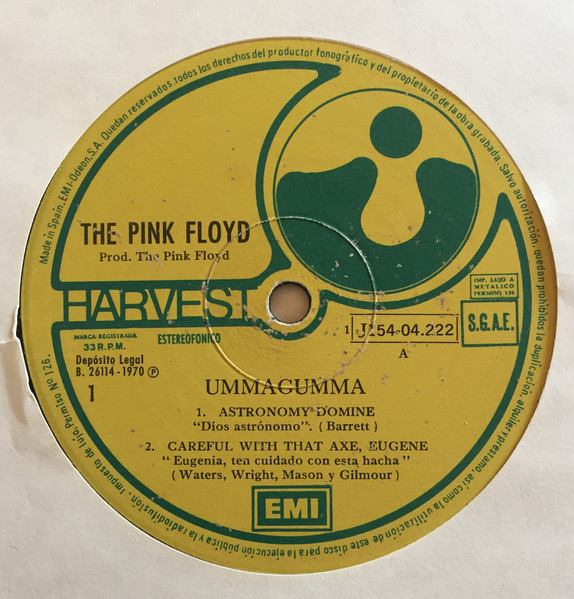 Made in Spain. EMI-Odeon, S.A. Quedan reservados todos los derechos del productor fonográfico y del propietario de la obra grabada. Salvo autorización, quedan prohibidos la duplicación, alquiler y préstamo, así como la utilización de este disco para la ejecución pública y la radiodifusión - Impuesto de lujo. Permiso Nº 126.
THE PINK FLOYD
Prod. The Pink Floyd
HARVEST
IMP. LUJO A
METALICO
PERMISO 126
S.G.A.E.
MARCA REGISTRADA
33 R.P.M.
ESTEREOFONICO
1 J154-04.222
A
Depósito Legal
B. 26114-1970 Ⓟ
1
UMMAGUMMA
1. ASTRONOMY DOMINE
"Dios astrónomo". ( Barrett )
2. CAREFUL WITH THAT AXE, EUGENE
" Eugenia, ten cuidado con esta hacha "
( Waters, Wright, Mason y Gilmour )
EMI